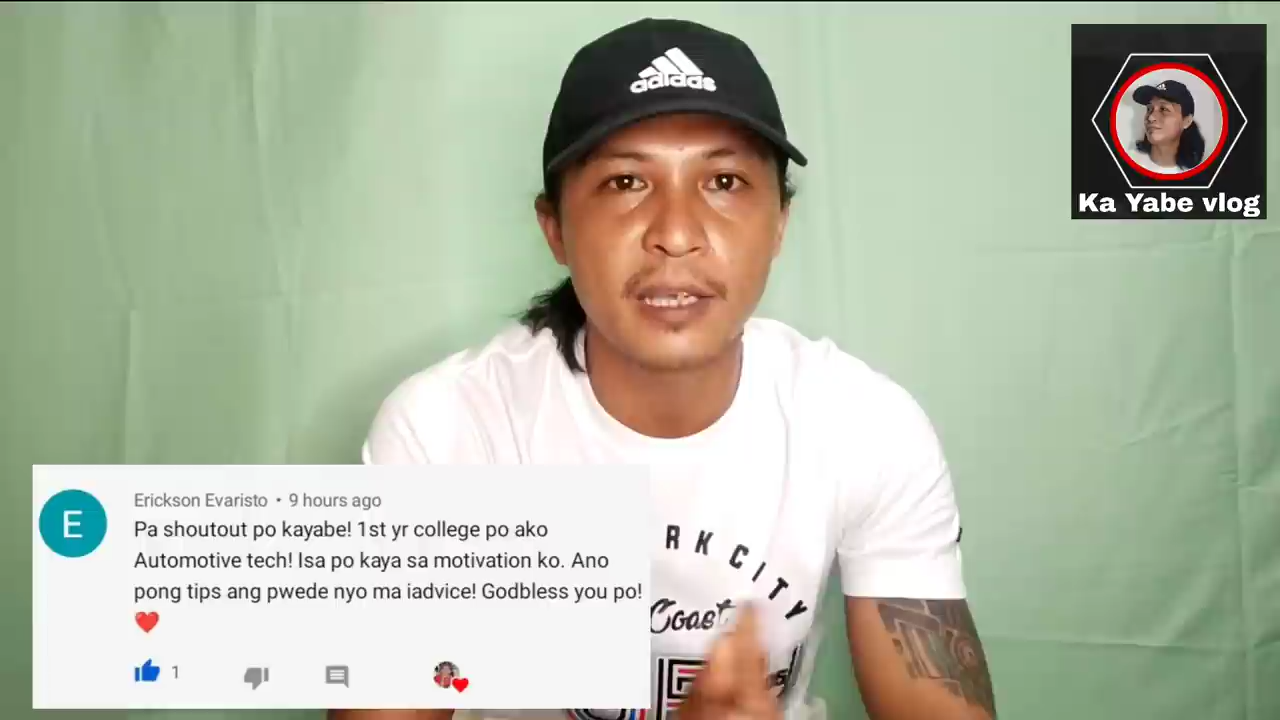 adidas
Ka Yabe vlog
Erickson Evaristo • 9 hours ago
Pa shoutout po kayabe! 1st yr college po ako
Automotive tech! Isa po kaya sa motivation ko. Ano
pong tips ang pwede nyo ma iadvice! Godbless you po!
❤️
1
RK CITY
Coast